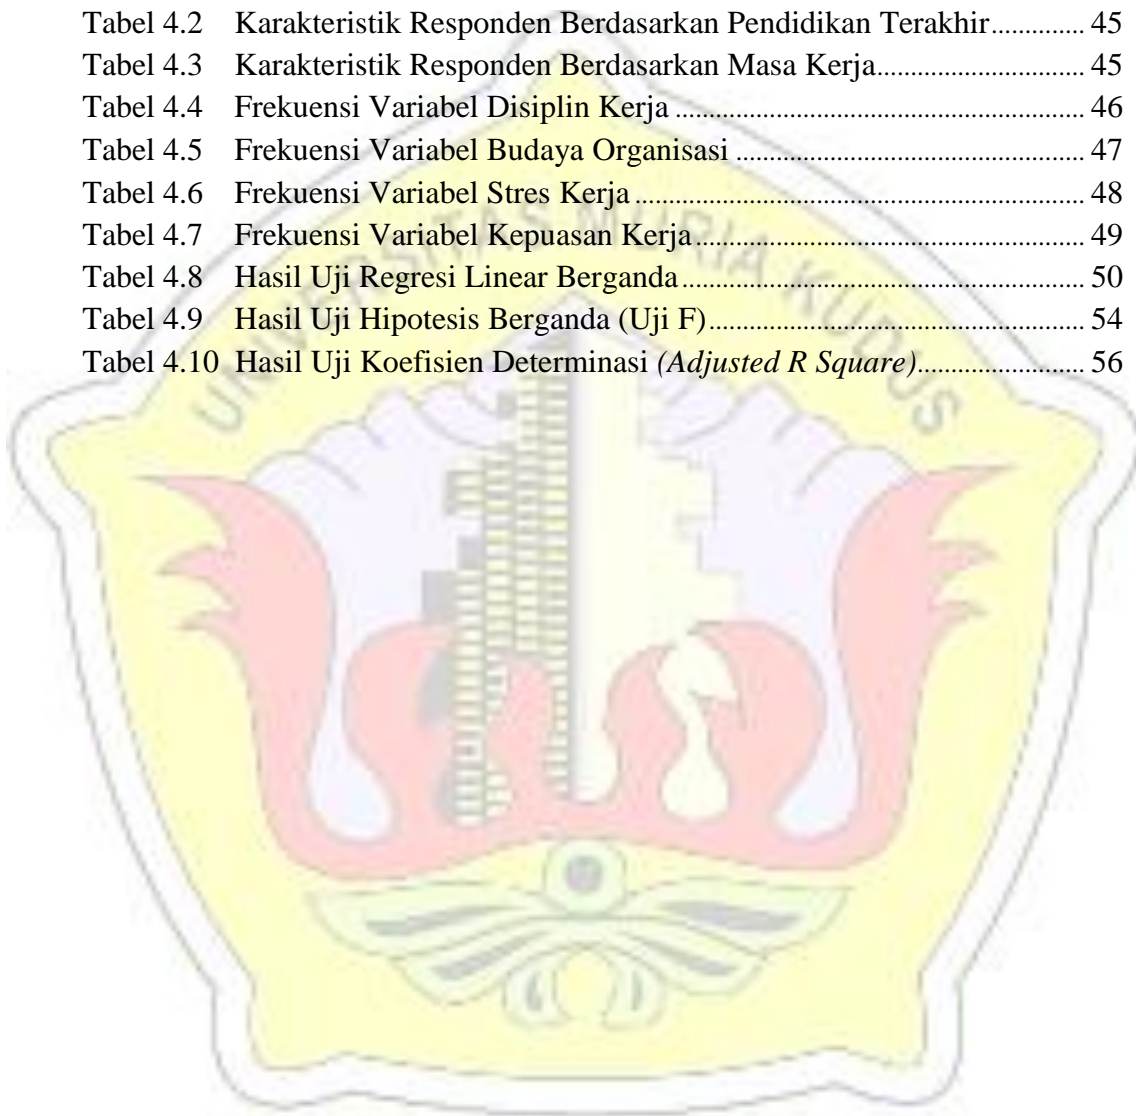 Tabel 4.2 Karakteristik Responden Berdasarkan Pendidikan Terakhir............. 45
Tabel 4.3 Karakteristik Responden Berdasarkan Masa Kerja............................. 45
Tabel 4.4 Frekuensi Variabel Disiplin Kerja ......................................................... 46
Tabel 4.5 Frekuensi Variabel Budaya Organisasi ................................................. 47
Tabel 4.6 Frekuensi Variabel Stres Kerja .............................................................. 48
Tabel 4.7 Frekuensi Variabel Kepuasan Kerja ...................................................... 49
Tabel 4.8 Hasil Uji Regresi Linear Berganda ........................................................ 50
Tabel 4.9 Hasil Uji Hipotesis Berganda (Uji F) .................................................... 54
Tabel 4.10 Hasil Uji Koefisien Determinasi (Adjusted R Square)....................... 56
UNIVERSITAS MURIA KUDUS